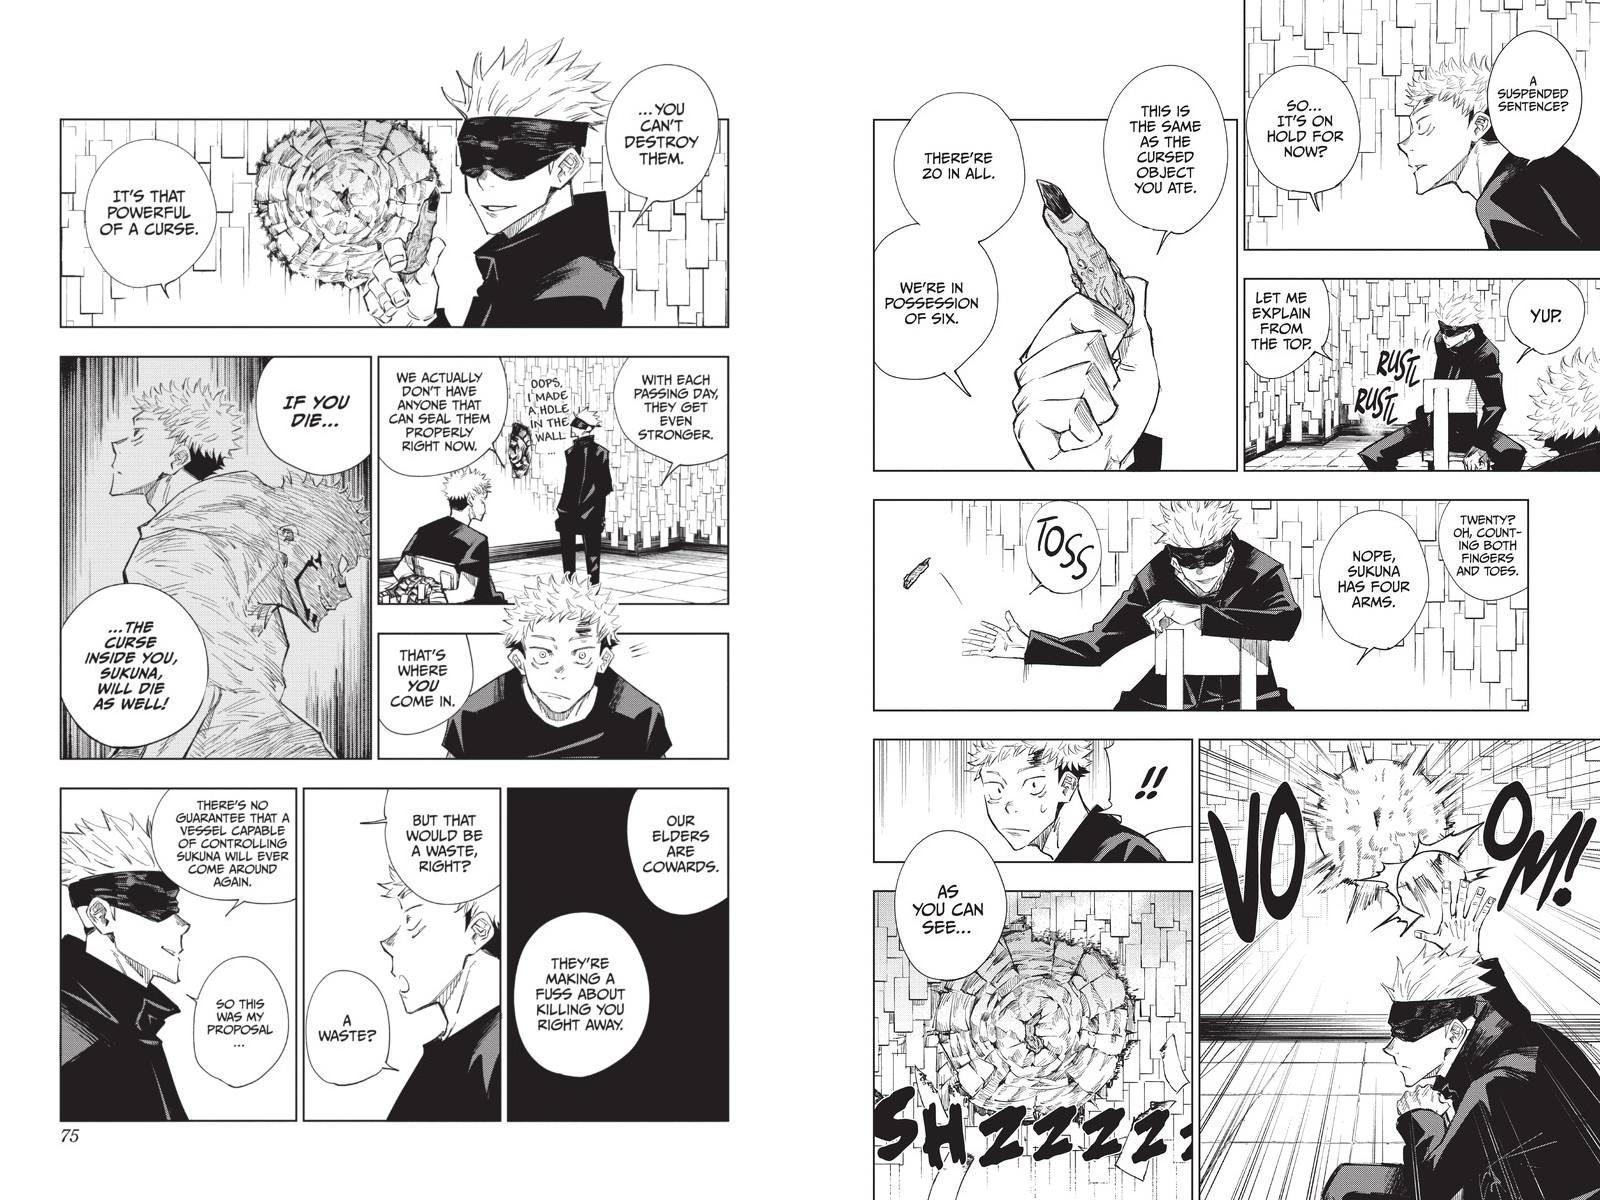 A
SUSPENDED
SENTENCE?
SO...
IT'S ON
HOLD FOR
NOW?
YUP.
LET ME
EXPLAIN
FROM
THE TOP.
RUSTL
RUSTL
THIS IS
THE SAME
AS THE
CURSED
OBJECT
YOU ATE.
THERE'RE
20 IN ALL.
WE'RE IN
POSSESSION
OF SIX.
TWENTY?
OH, COUNT-
ING BOTH
FINGERS
AND TOES.
NOPE,
SUKUNA
HAS FOUR
ARMS.
TOSS
VO
OM!
!!
AS
YOU CAN
SEE...
SHZZZZZ
...YOU
CAN'T
DESTROY
THEM.
IT'S THAT
POWERFUL
OF A CURSE.
WITH EACH
PASSING DAY,
THEY GET
EVEN
STRONGER.
OOPS,
I MADE
A HOLE
IN THE
WALL
...
WE ACTUALLY
DON'T HAVE
ANYONE THAT
CAN SEAL THEM
PROPERLY
RIGHT NOW.
THAT'S
WHERE
YOU
COME IN.
IF YOU
DIE...
...THE
CURSE
INSIDE YOU,
SUKUNA,
WILL DIE
AS WELL!
OUR
ELDERS
ARE
COWARDS.
THEY'RE
MAKING A
FUSS ABOUT
KILLING YOU
RIGHT AWAY.
BUT THAT
WOULD BE
A WASTE,
RIGHT?
A
WASTE?
THERE'S NO
GUARANTEE THAT A
VESSEL CAPABLE
OF CONTROLLING
SUKUNA WILL EVER
COME AROUND
AGAIN.
SO THIS
WAS MY
PROPOSAL
...
75